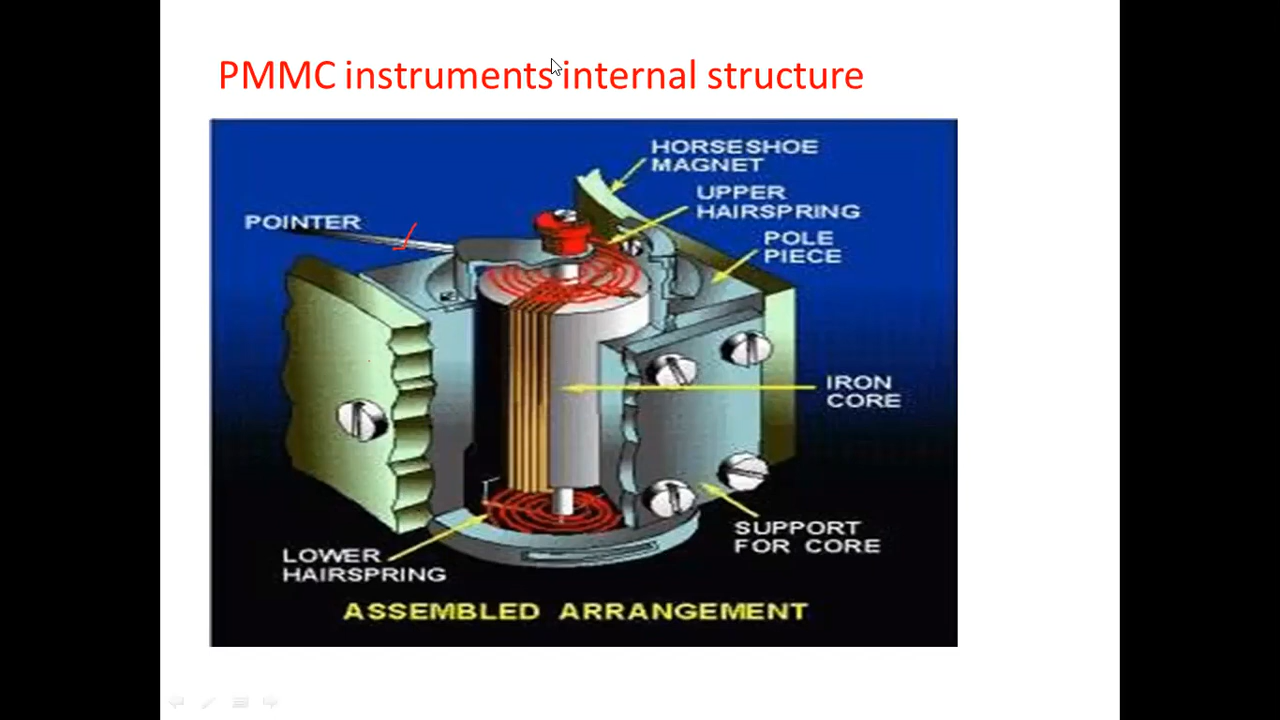 PMMC instruments internal structure
HORSESHOE
MAGNET
UPPER
HAIRSPRING
POINTER
POLE
PIECE
IRON
CORE
SUPPORT
FOR CORE
LOWER
HAIRSPRING
ASSEMBLED ARRANGEMENT